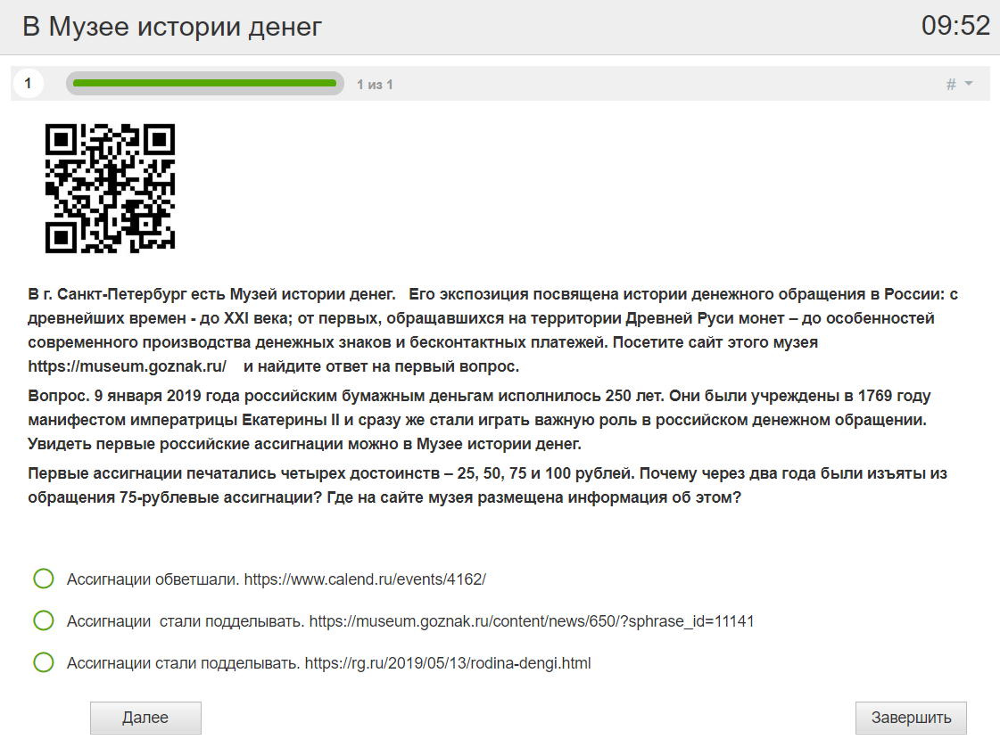 В Музее истории денег
09:52
1
1 из 1
#
В г. Санкт-Петербург есть Музей истории денег. Его экспозиция посвящена истории денежного обращения в России: с
древнейших времен - до XXI века; от первых, обращавшихся на территории Древней Руси монет – до особенностей
современного производства денежных знаков и бесконтактных платежей. Посетите сайт этого музея
https://museum.goznak.ru/ и найдите ответ на первый вопрос.
Вопрос. 9 января 2019 года российским бумажным деньгам исполнилось 250 лет. Они были учреждены в 1769 году
манифестом императрицы Екатерины II и сразу же стали играть важную роль в российском денежном обращении.
Увидеть первые российские ассигнации можно в Музее истории денег.
Первые ассигнации печатались четырех достоинств – 25, 50, 75 и 100 рублей. Почему через два года были изъяты из
обращения 75-рублевые ассигнации? Где на сайте музея размещена информация об этом?
Ассигнации обветшали. https://www.calend.ru/events/4162/
Ассигнации стали подделывать. https://museum.goznak.ru/content/news/650/?sphrase_id=11141
Ассигнации стали подделывать. https://rg.ru/2019/05/13/rodina-dengi.html
Далее
Завершить